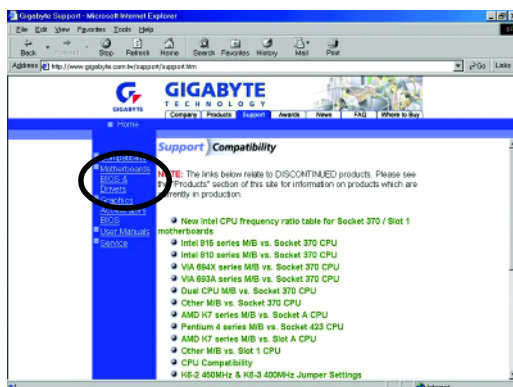 Gigabyte Support - Microsoft Internet Explorer
File Edit View Favorites Tools Help
Back Stop Refresh Home Search Favorites History Mail Print
Address http://www.gigabyte.com.tw/support/support.htm Go Links
GIGABYTE
GIGABYTE
TECHNOLOGY
Company Products Support Awards News FAQ Where to Buy
Home
Support Compatibility
Compatibility
Motherboards
BIOS &
Drivers
Graphics
Accelerators
BIOS
User Manuals
Service
NOTE: The links below relate to DISCONTINUED products. Please see
the "Products" section of this site for information on products which are
currently in production.
New Intel CPU frequency ratio table for Socket 370 / Slot 1
motherboards
Intel 815 series M/B vs. Socket 370 CPU
Intel 810 series M/B vs. Socket 370 CPU
VIA 694X series M/B vs. Socket 370 CPU
VIA 693A series M/B vs. Socket 370 CPU
Dual CPU M/B vs. Socket 370 CPU
Other M/B vs. Socket 370 CPU
AMD K7 series M/B vs. Socket A CPU
Pentium 4 series M/B vs. Socket 423 CPU
AMD K7 series M/B vs. Slot A CPU
Other M/B vs. Slot 1 CPU
CPU Compatibility
K6-2 450MHz & K6-3 400MHz Jumper Settings
Internet